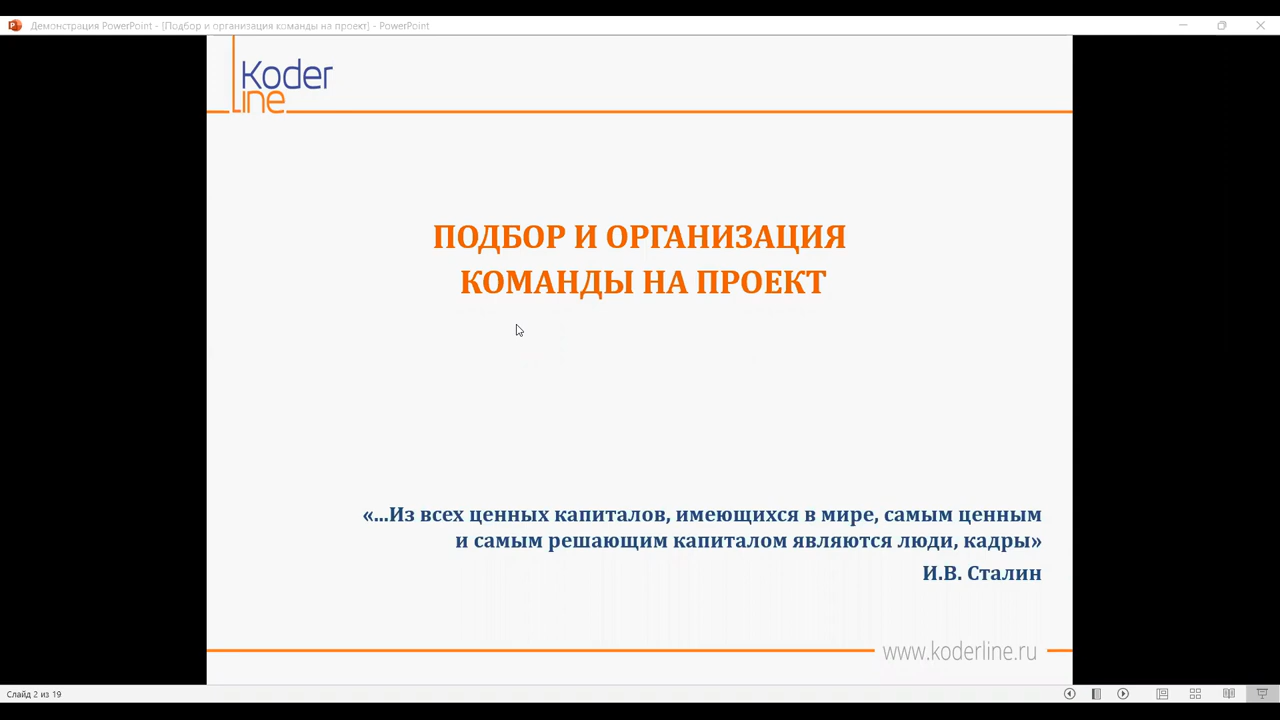 Демонстрация PowerPoint - [Подбор и организация команды на проект] - PowerPoint
Koder
line
ПОДБОР И ОРГАНИЗАЦИЯ
КОМАНДЫ НА ПРОЕКТ
«...Из всех ценных капиталов, имеющихся в мире, самым ценным
и самым решающим капиталом являются люди, кадры»
И.В. Сталин
www.koderline.ru
Слайд 2 из 19